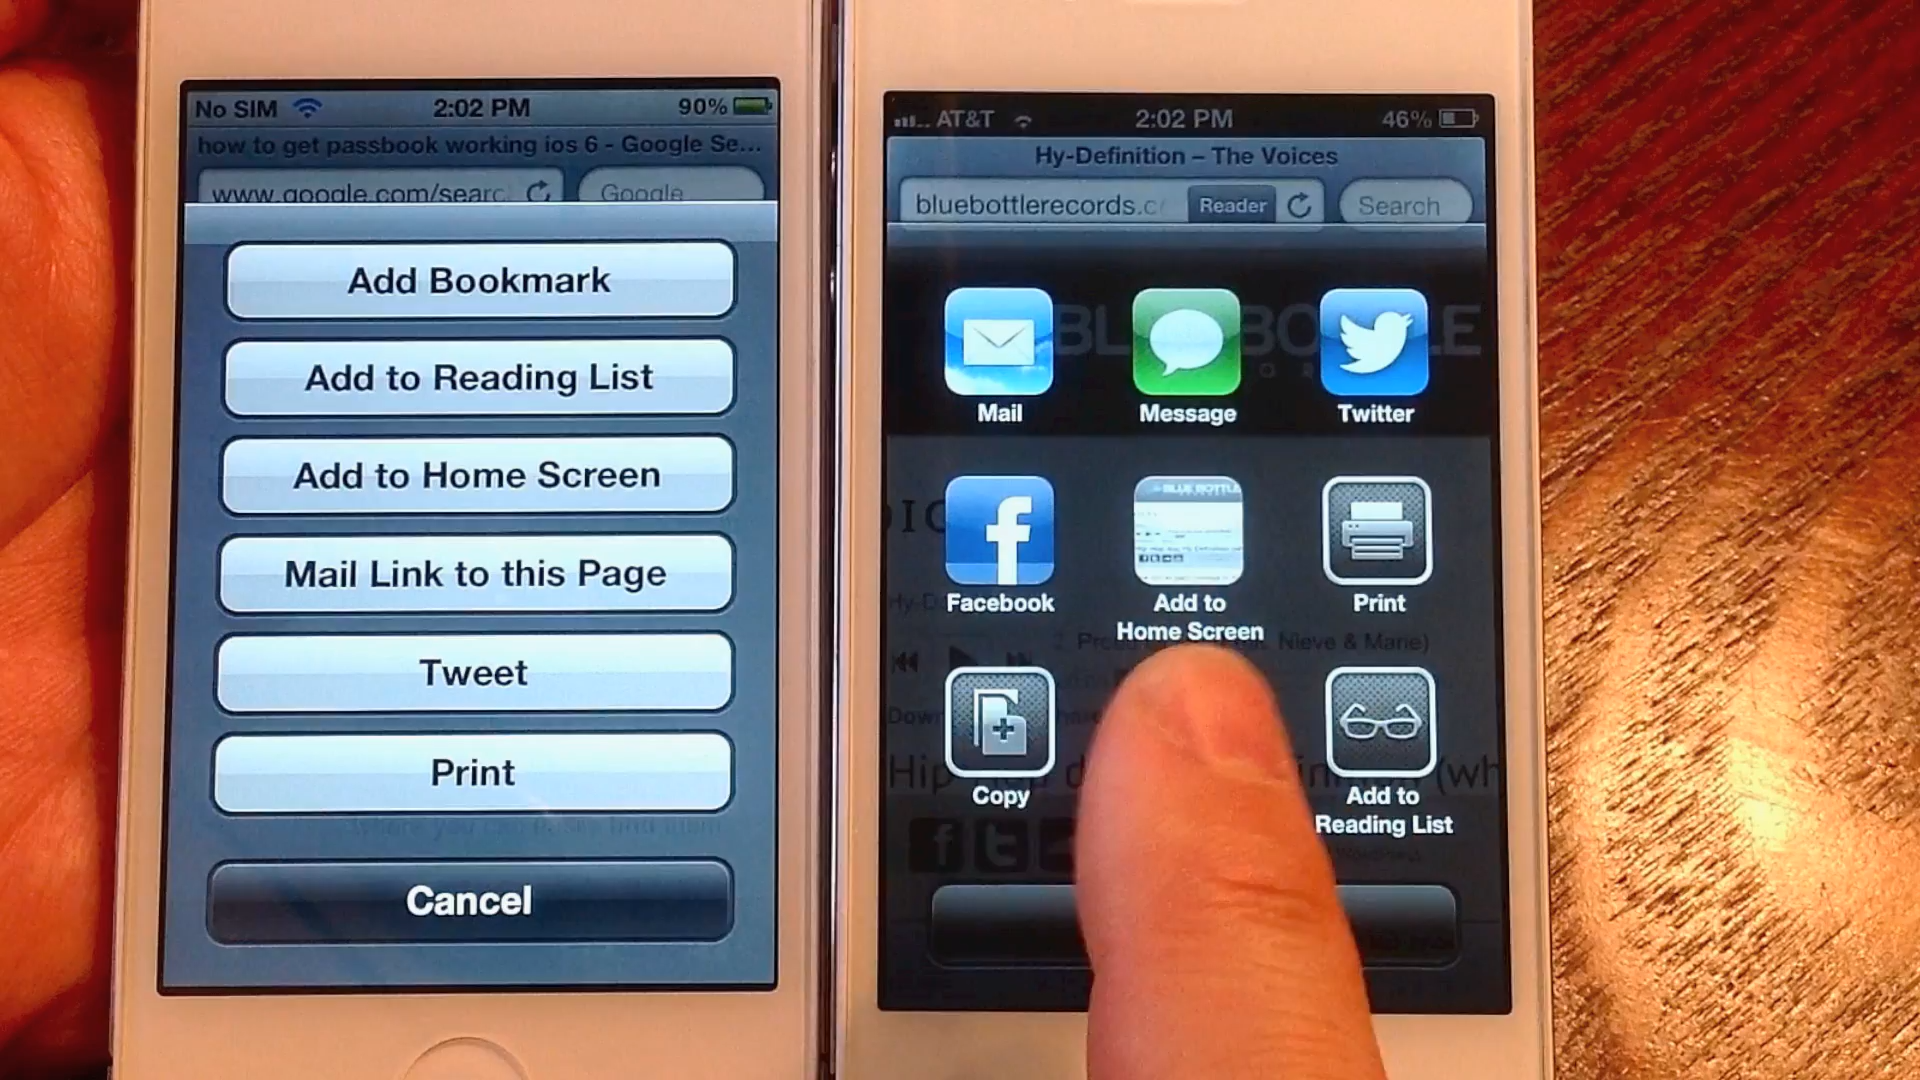 No SIM 2:02 PM 90%
how to get passbook working ios 6 - Google Se...
www.google.com/searc Google
Add Bookmark
Add to Reading List
Add to Home Screen
Mail Link to this Page
Tweet
Print
Cancel
AT&T 2:02 PM 46%
Hy-Definition – The Voices
bluebottlerecords.c Reader Search
Mail Message Twitter
Facebook Add to Home Screen Print
Nieve & Marie)
Copy Add to Reading List